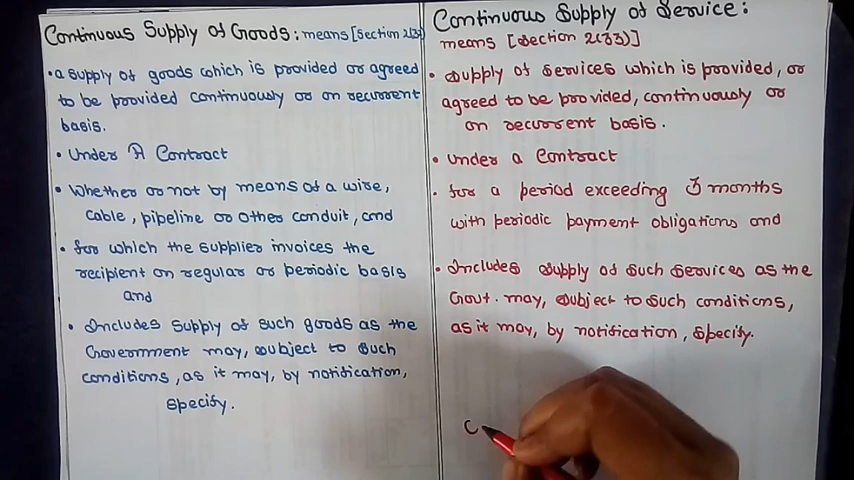 Continuous Supply of Goods: means [Section 2(32)
• a supply of goods which is provided or agreed
to be provided continuously or on recurrent
basis.
• Under A Contract
• Whether or not by means of a wire,
cable, pipeline or other conduit, and
• for which the supplier invoices the
recipient on regular or periodic basis
and
• Includes supply of such goods as the
Government may, subject to such
conditions, as it may, by notification,
specify.
Continuous Supply of Service:
means [Section 2(33)]
• Supply of services which is provided, or
agreed to be provided, continuously or
on recurrent basis.
• Under a Contract
• for a period exceeding 3 months
with periodic payment obligations and
• Includes supply of such services as the
Govt. may, subject to such conditions,
as it may, by notification, specify.
C